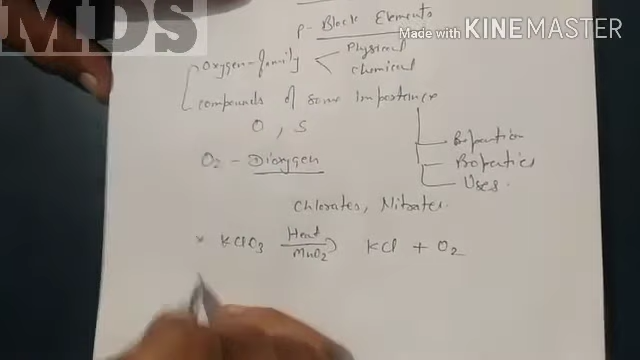 MDS
Made with KINEMASTER
P-Block Elements
Oxygen-family
Physical
chemical
compounds of some importance
O, S
O2 - Dioxygen
Properties
Uses.
Chlorates, Nitrates
* KClO3 Heat MnO2 KCl + O2